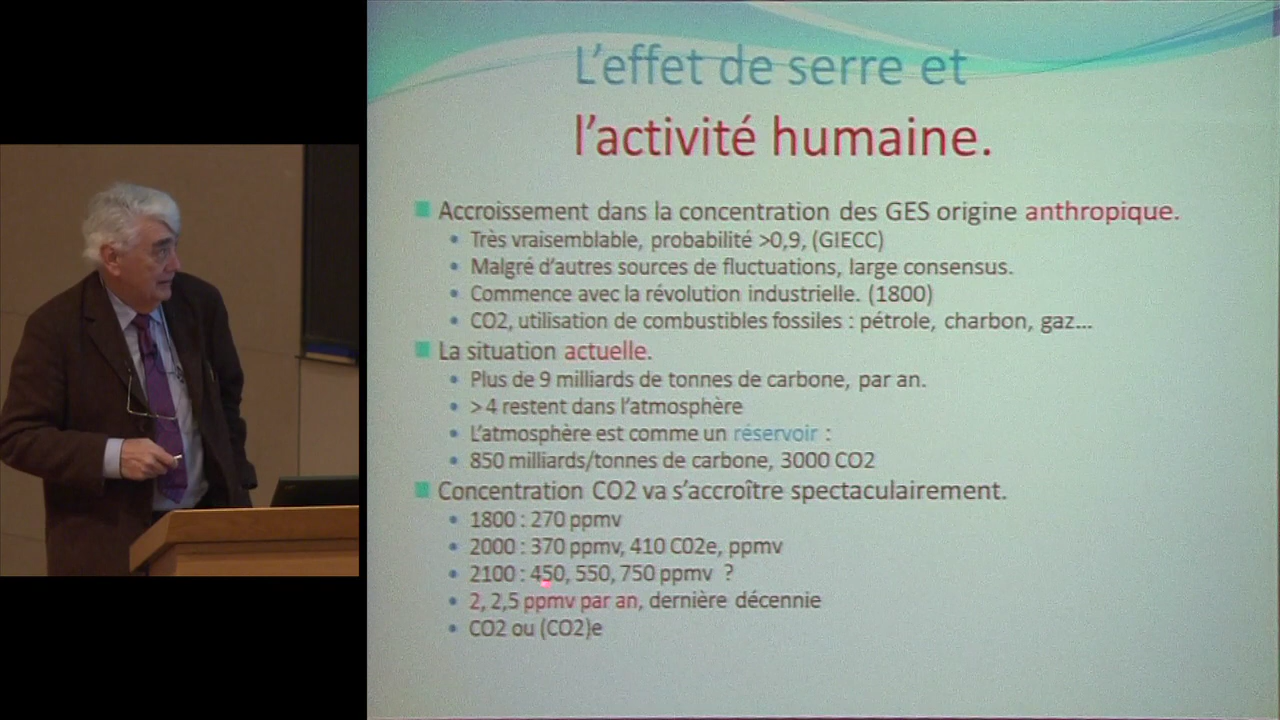 L'effet de serre et
l'activité humaine.
Accroissement dans la concentration des GES origine anthropique.
Très vraisemblable, probabilité >0,9, (GIECC)
Malgré d'autres sources de fluctuations, large consensus.
Commence avec la révolution industrielle. (1800)
CO2, utilisation de combustibles fossiles : pétrole, charbon, gaz...
La situation actuelle.
Plus de 9 milliards de tonnes de carbone, par an.
> 4 restent dans l'atmosphère
L'atmosphère est comme un réservoir :
850 milliards/tonnes de carbone, 3000 CO2
Concentration CO2 va s'accroître spectaculairement.
1800 : 270 ppmv
2000 : 370 ppmv, 410 C02e, ppmv
2100 : 450, 550, 750 ppmv ?
2, 2,5 ppmv par an, dernière décennie
CO2 ou (CO2)e